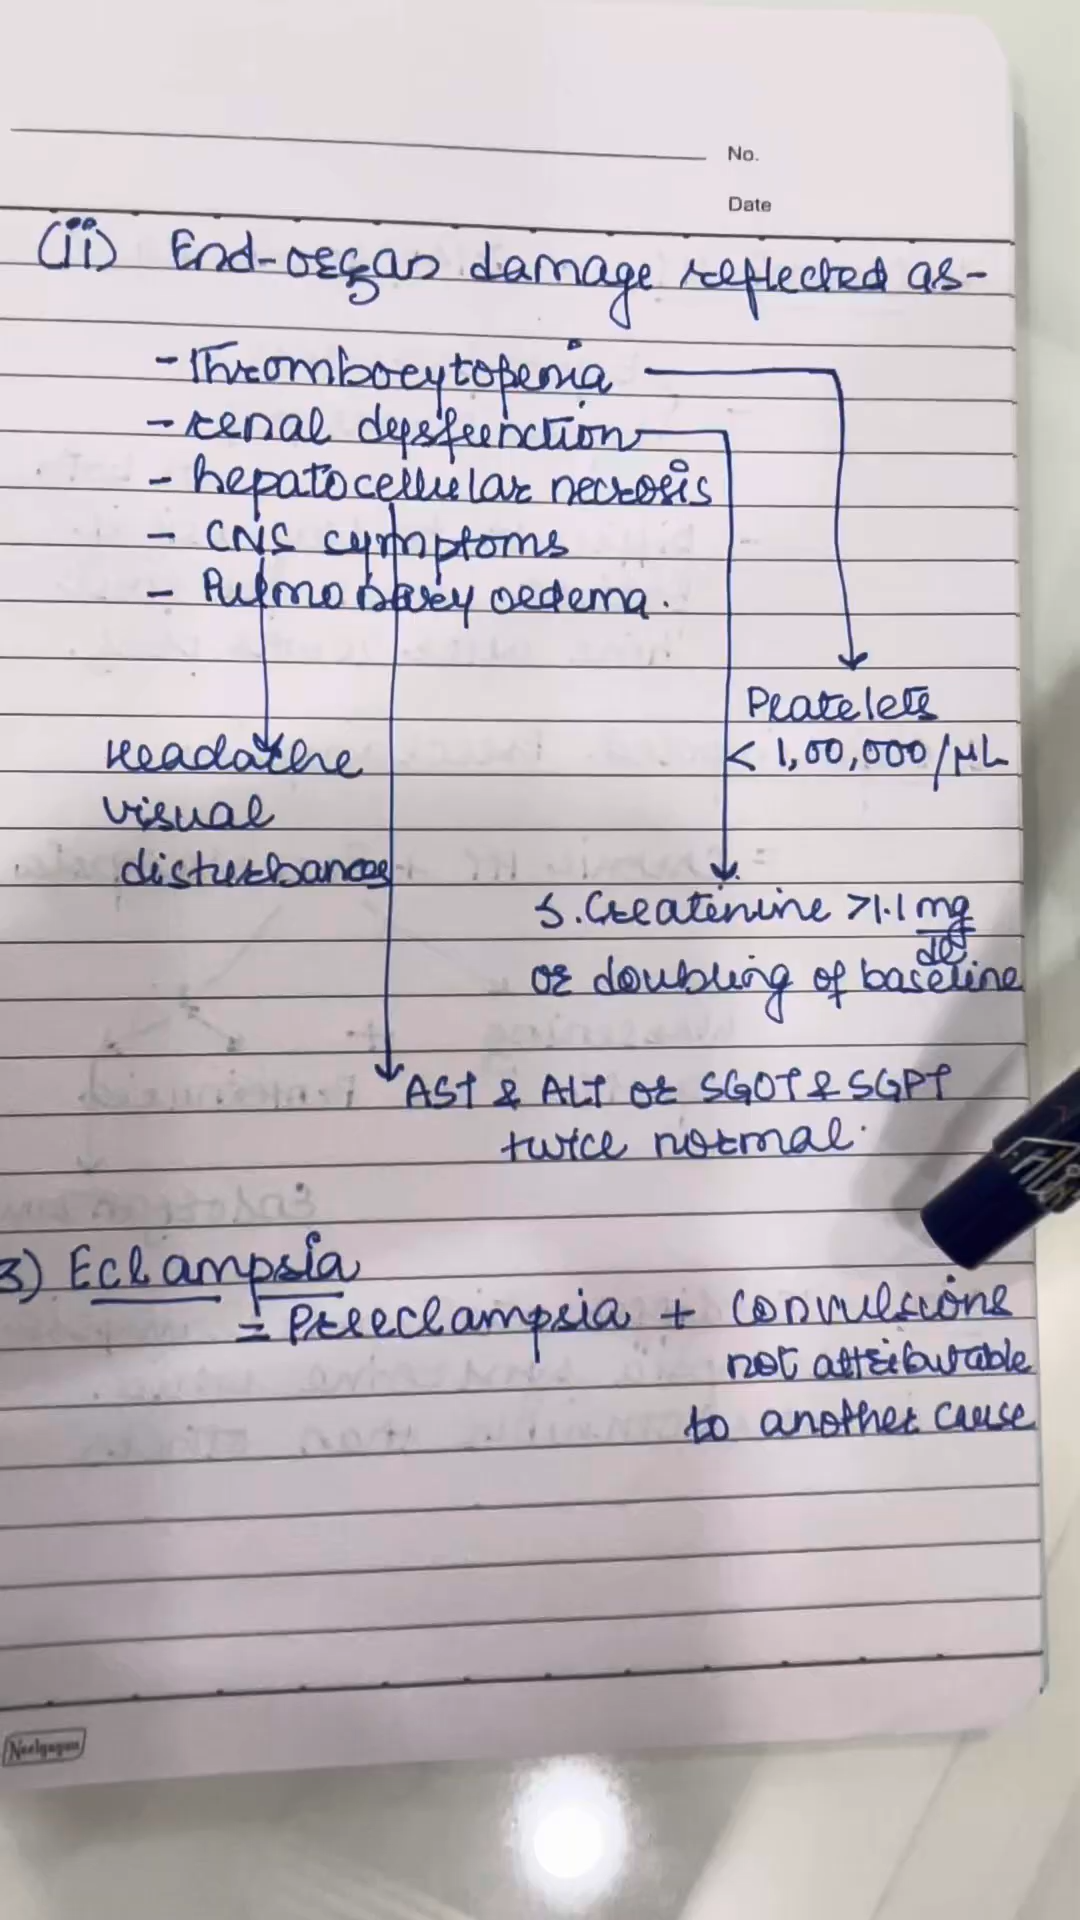 No.
Date
(ii) End-organ damage reflected as-
- Thrombocytopenia
- renal dysfunction
- hepatocellular necrosis
- CNS symptoms
- Pulmonary oedema.
Platelets
< 1,00,000/μL
Headache
visual
disturbances
S. Creatinine >1.1 mg/dl
or doubling of baseline
AST & ALT or SGOT & SGPT
twice normal.
3) Eclampsia
= Preeclampsia + convulsions
not attributable
to another cause
Neelgagan